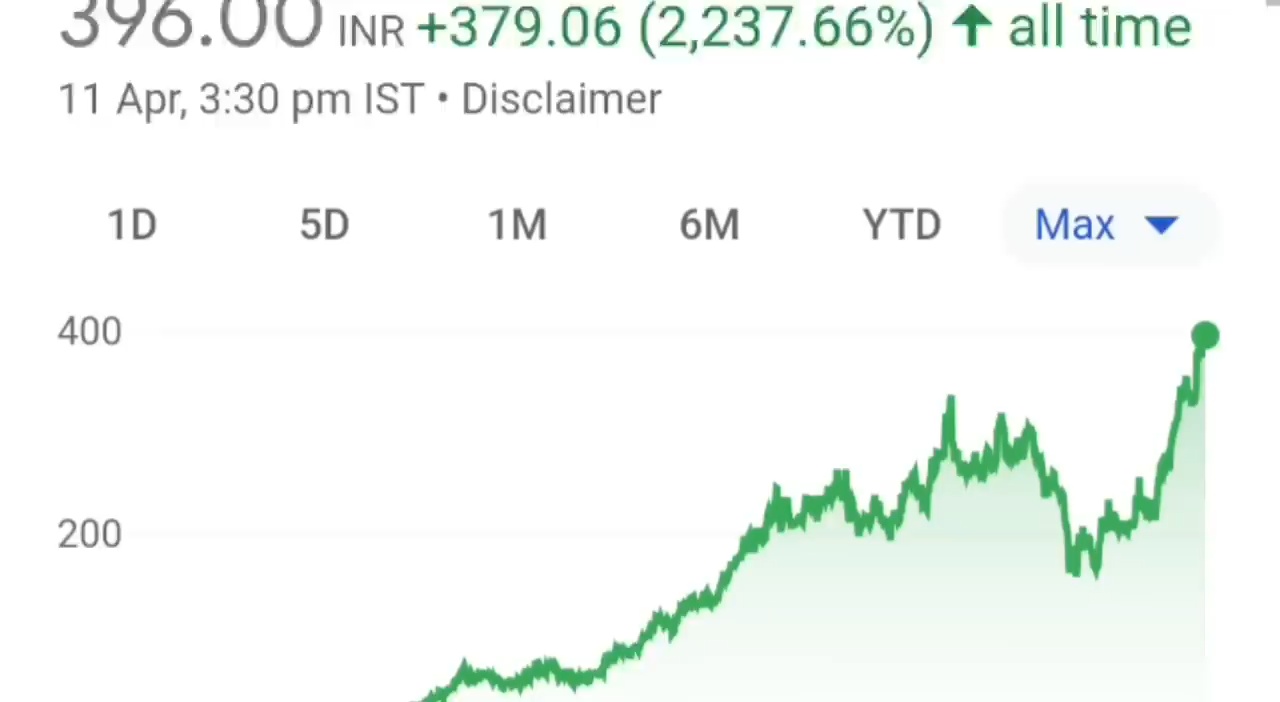 396.00 INR +379.06 (2,237.66%) ↑ all time
11 Apr, 3:30 pm IST • Disclaimer
1D 5D 1M 6M YTD Max
400
200